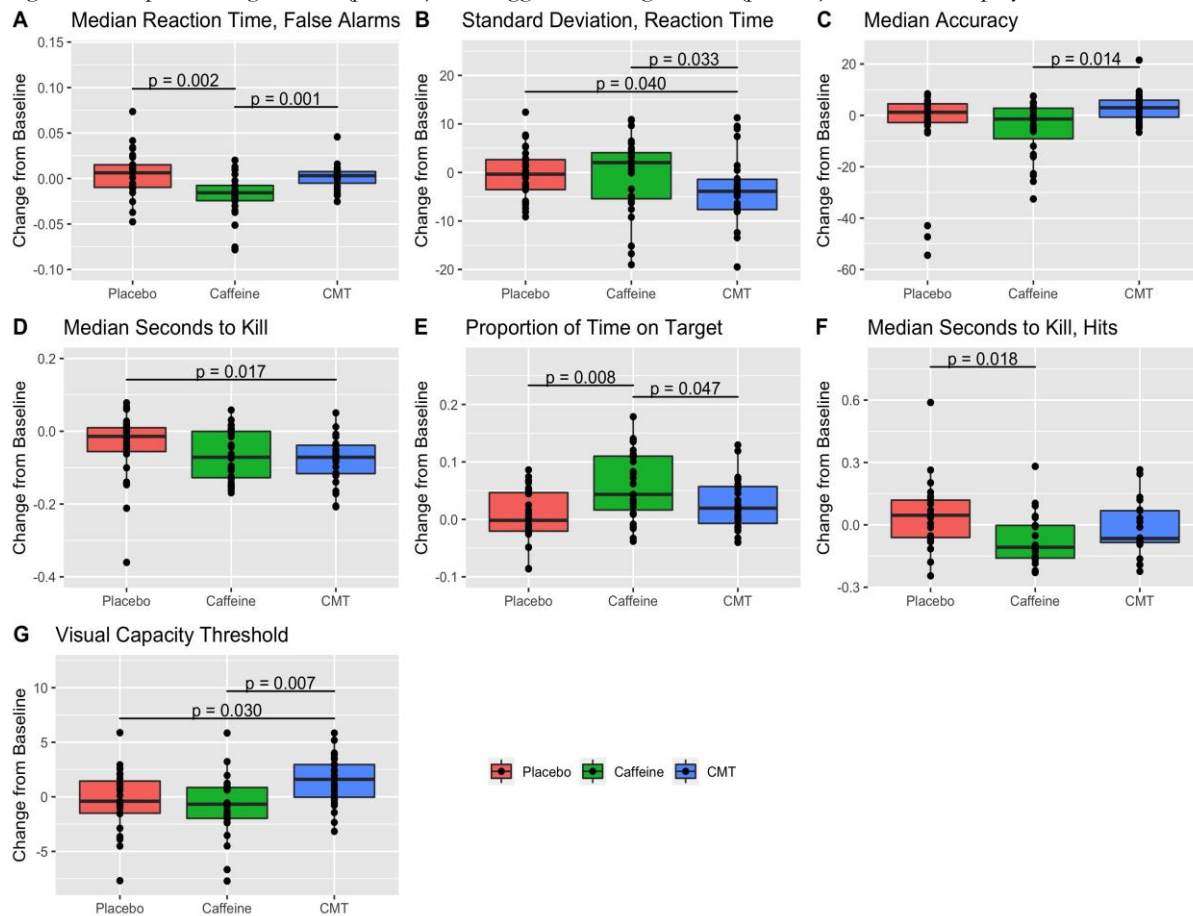 A Median Reaction Time, False Alarms
B Standard Deviation, Reaction Time
C Median Accuracy
Change from Baseline
0.15
0.10
0.05
0.00
-0.05
-0.10
p = 0.002
p = 0.001
Placebo Caffeine CMT
Change from Baseline
20
10
0
-10
-20
p = 0.033
p = 0.040
Placebo Caffeine CMT
Change from Baseline
20
0
-20
-40
-60
p = 0.014
Placebo Caffeine CMT
D Median Seconds to Kill
E Proportion of Time on Target
F Median Seconds to Kill, Hits
Change from Baseline
0.2
0.0
-0.2
-0.4
p = 0.017
Placebo Caffeine CMT
Change from Baseline
0.2
0.1
0.0
-0.1
p = 0.008
p = 0.047
Placebo Caffeine CMT
Change from Baseline
0.6
0.3
0.0
-0.3
p = 0.018
Placebo Caffeine CMT
G Visual Capacity Threshold
Change from Baseline
10
5
0
-5
p = 0.007
p = 0.030
Placebo Caffeine CMT
Placebo Caffeine CMT